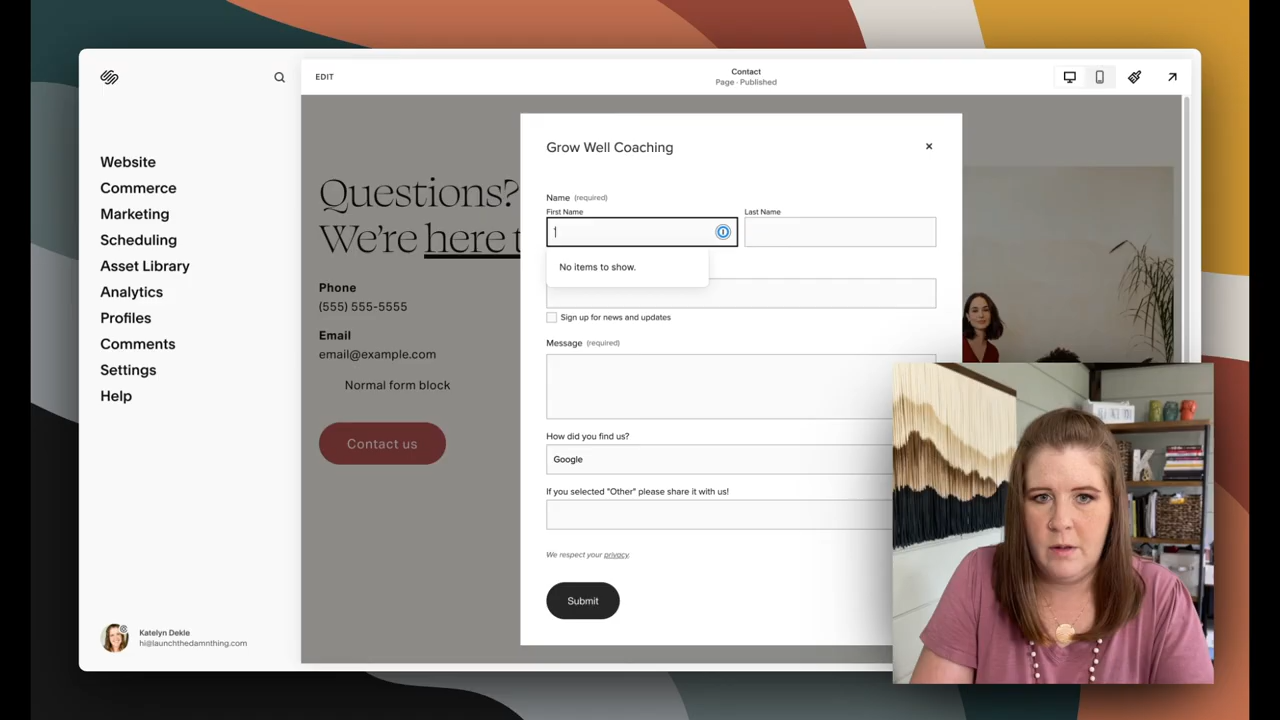 EDIT
Contact
Page · Published
Website
Commerce
Marketing
Scheduling
Asset Library
Analytics
Profiles
Comments
Settings
Help
Katelyn Dekle
hi@launchthedamnthing.com
Questions?
We're here t
Phone
(555) 555-5555
Email
email@example.com
Normal form block
Contact us
Grow Well Coaching
Name (required)
First Name
Last Name
No items to show.
Sign up for news and updates
Message (required)
How did you find us?
Google
If you selected "Other" please share it with us!
We respect your privacy.
Submit
K